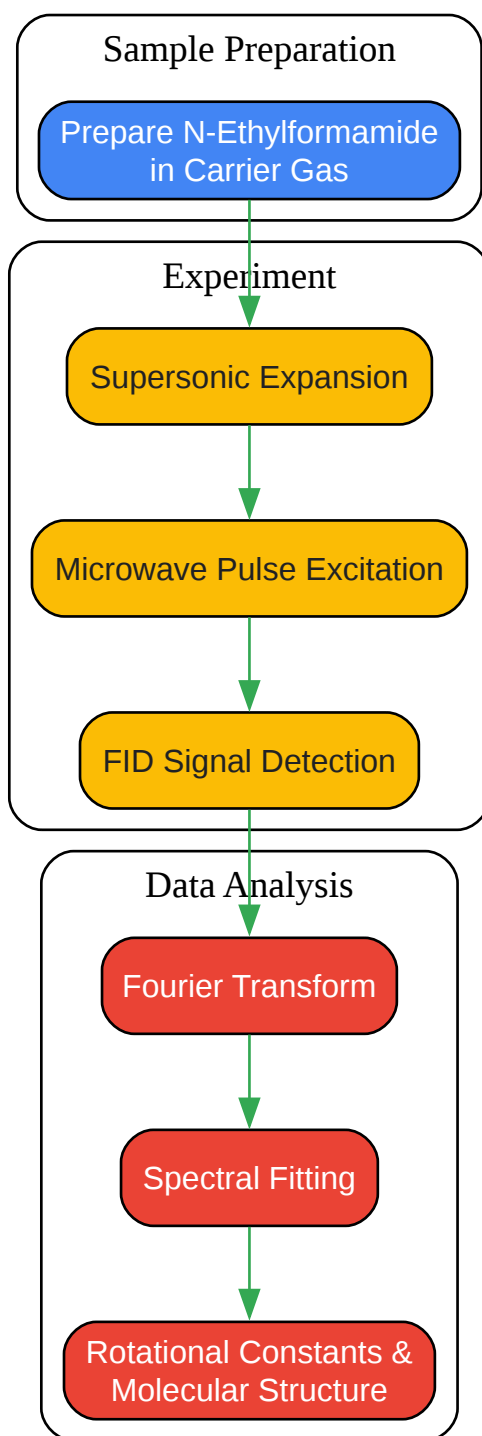 Sample Preparation
Prepare N-Ethylformamide
in Carrier Gas
Experiment
Supersonic Expansion
Microwave Pulse Excitation
FID Signal Detection
Data Analysis
Fourier Transform
Spectral Fitting
Rotational Constants &
Molecular Structure